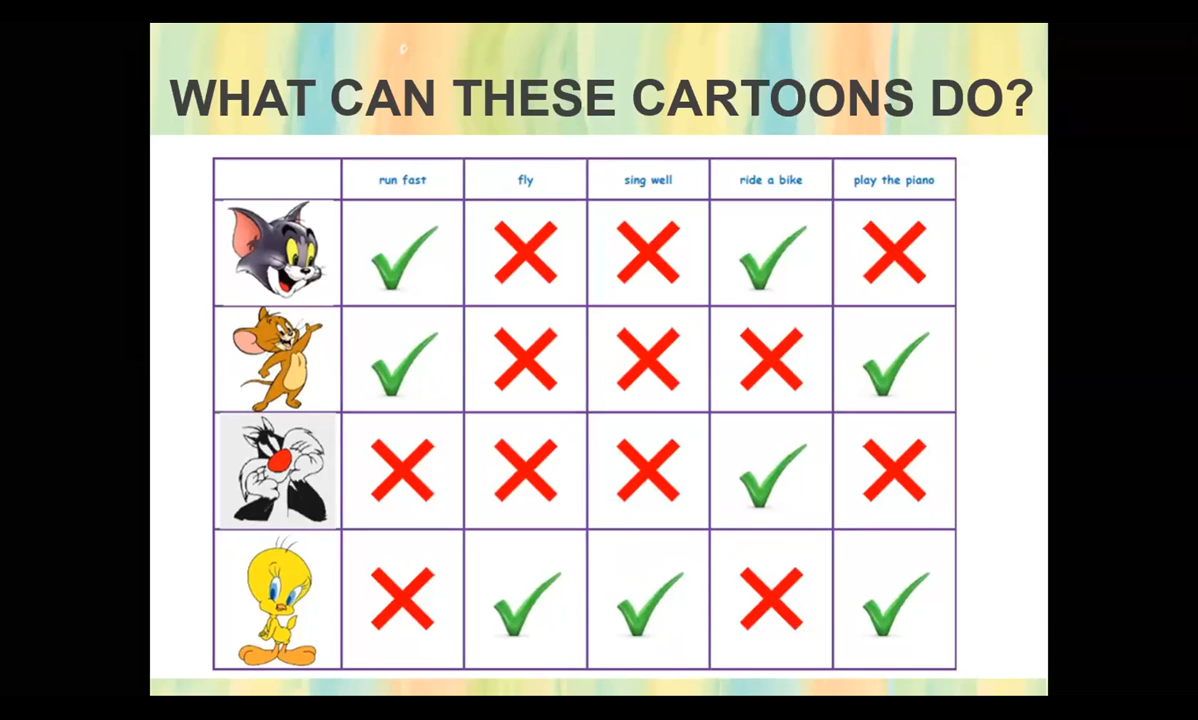 WHAT CAN THESE CARTOONS DO?
run fast fly sing well ride a bike play the piano